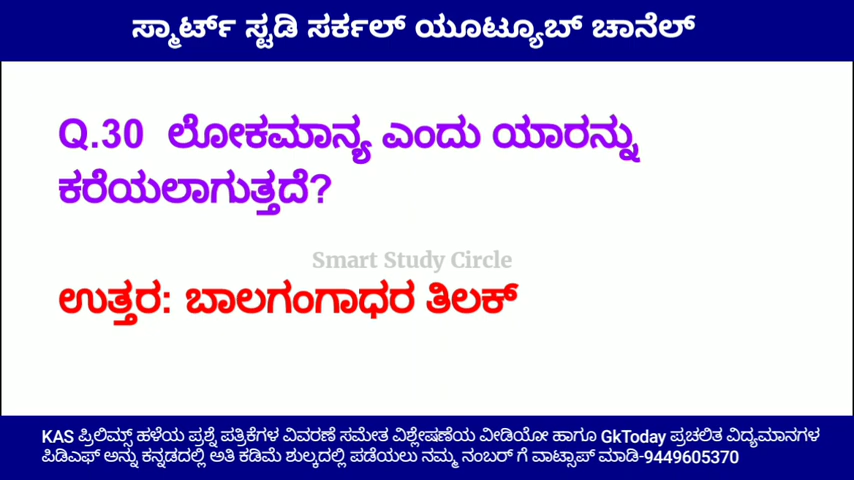 ಸ್ಮಾರ್ಟ್ ಸ್ಟಡಿ ಸರ್ಕಲ್ ಯೂಟ್ಯೂಬ್ ಚಾನೆಲ್
Q.30 ಲೋಕಮಾನ್ಯ ಎಂದು ಯಾರನ್ನು
ಕರೆಯಲಾಗುತ್ತದೆ?
Smart Study Circle
ಉತ್ತರ: ಬಾಲಗಂಗಾಧರ ತಿಲಕ್
KAS ಪ್ರಿಲಿಮ್ಸ್ ಹಳೆಯ ಪ್ರಶ್ನೆ ಪತ್ರಿಕೆಗಳ ವಿವರಣೆ ಸಮೇತ ವಿಶ್ಲೇಷಣೆಯ ವೀಡಿಯೋ ಹಾಗೂ GkToday ಪ್ರಚಲಿತ ವಿದ್ಯಮಾನಗಳ
ಪಿಡಿಎಫ್ ಅನ್ನು ಕನ್ನಡದಲ್ಲಿ ಅತಿ ಕಡಿಮೆ ಶುಲ್ಕದಲ್ಲಿ ಪಡೆಯಲು ನಮ್ಮ ನಂಬರ್ ಗೆ ವಾಟ್ಸಾಪ್ ಮಾಡಿ-9449605370